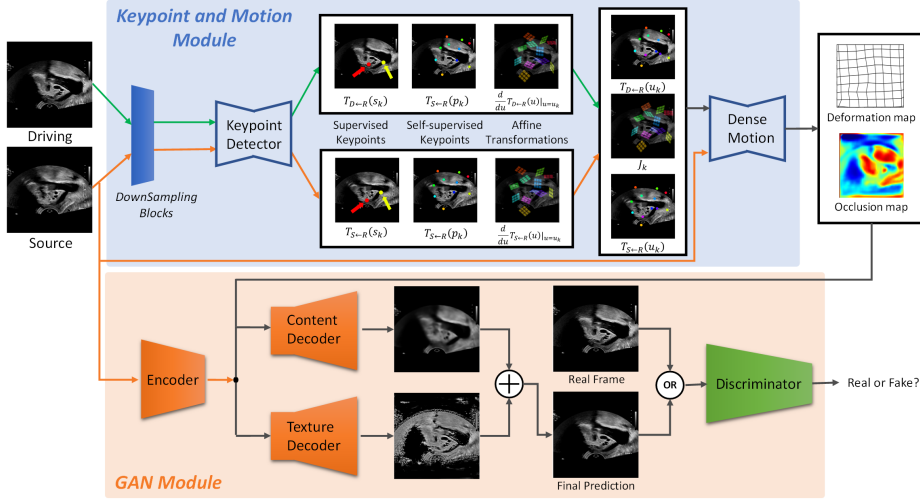 Keypoint and Motion
Module
Driving
Source
DownSampling
Blocks
Keypoint
Detector
T_{D←R}(s_k)
T_{S←R}(p_k)
d/du T_{D←R}(u)|_{u=u_k}
Supervised
Keypoints
Self-supervised
Keypoints
Affine
Transformations
T_{S←R}(s_k)
T_{S←R}(p_k)
d/du T_{S←R}(u)|_{u=u_k}
T_{D←R}(u_k)
J_k
T_{S←R}(u_k)
Dense
Motion
Deformation map
Occlusion map
Encoder
Content
Decoder
Texture
Decoder
Real Frame
Final Prediction
OR
Discriminator
Real or Fake?
GAN Module